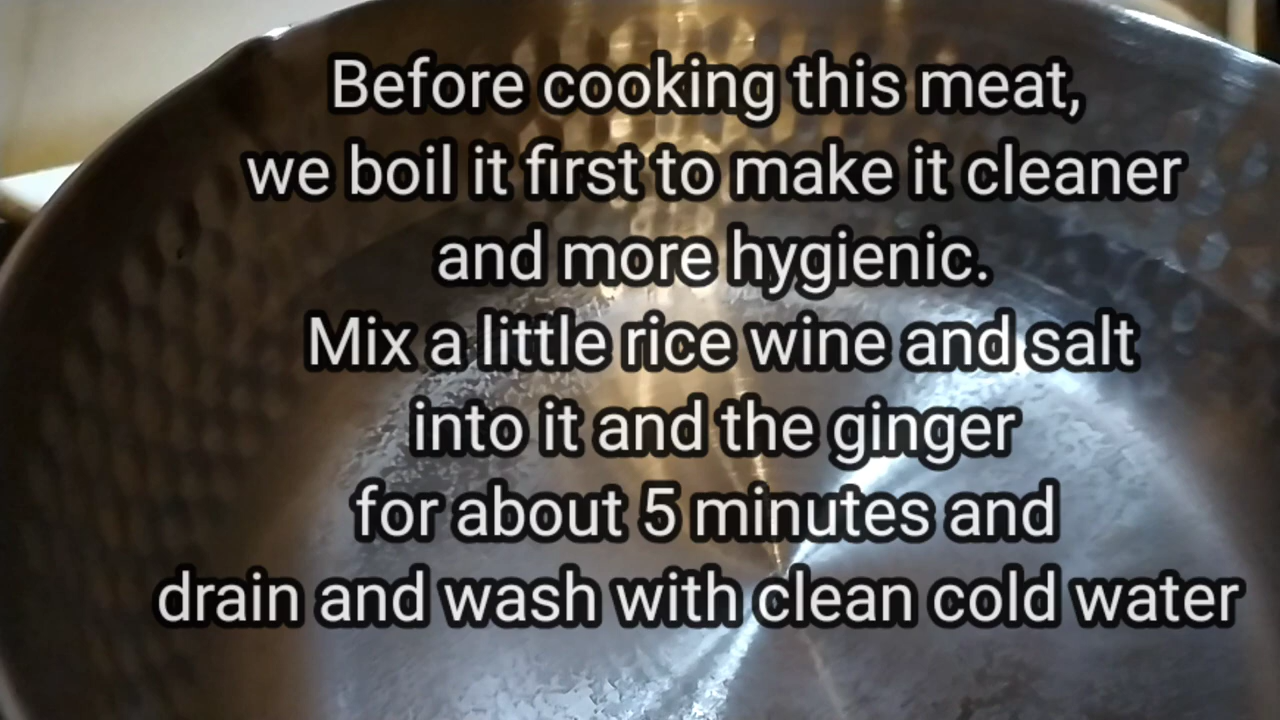 Before cooking this meat,
we boil it first to make it cleaner
and more hygienic.
Mix a little rice wine and salt
into it and the ginger
for about 5 minutes and
drain and wash with clean cold water